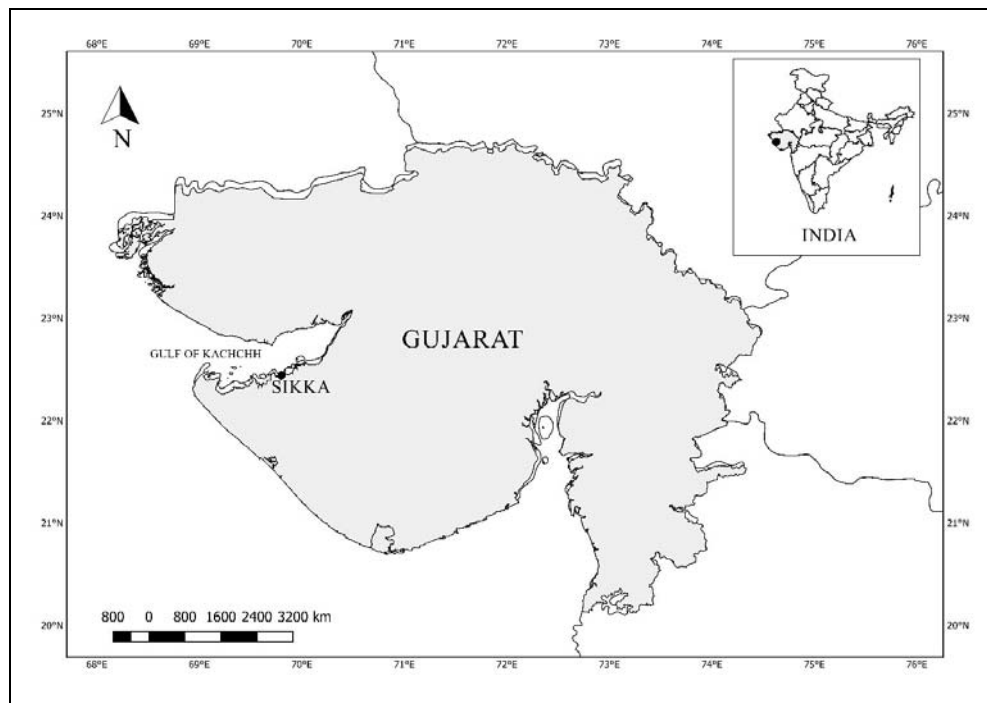 68°E 69°E 70°E 71°E 72°E 73°E 74°E 75°E 76°E
25°N 25°N
N
INDIA
24°N 24°N
23°N 23°N
GUJARAT
GULF OF KACHCHH
SIKKA
22°N 22°N
21°N 21°N
800 0 800 1600 2400 3200 km
20°N 20°N
68°E 69°E 70°E 71°E 72°E 73°E 74°E 75°E 76°E